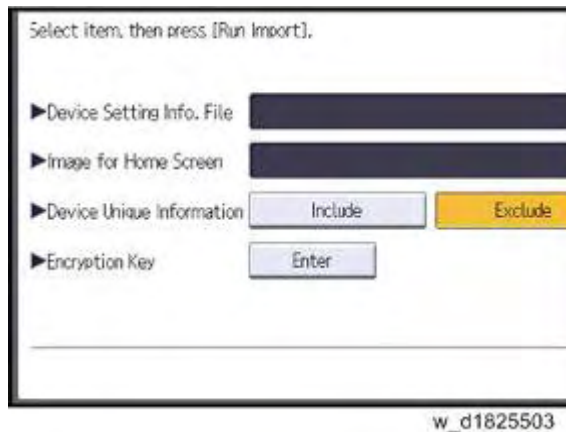 Select item, then press [Run Import].
►Device Setting Info. File
►Image for Home Screen
►Device Unique Information Include Exclude
►Encryption Key Enter
w_d1825503